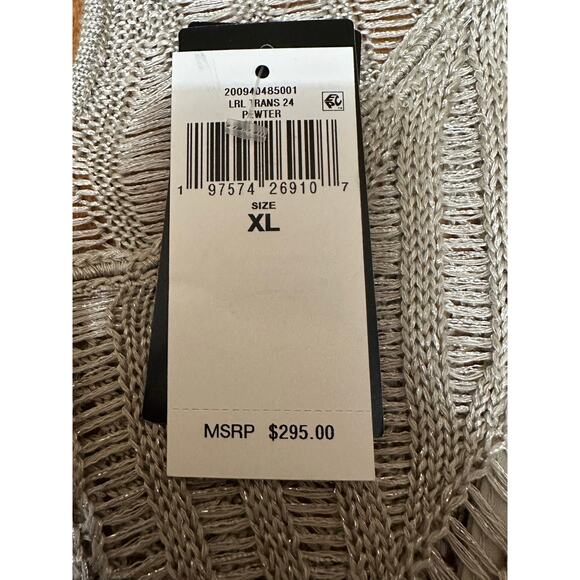 200940485001
LRL TRANS 24
PEWTER
1 97574 26910 7
SIZE
XL
MSRP $295.00